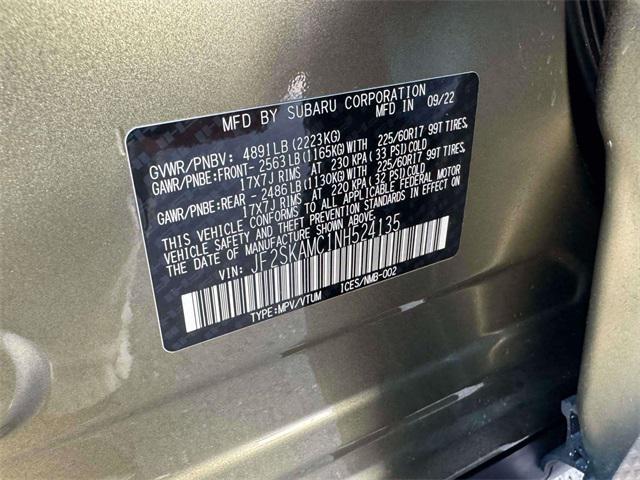 MFD BY SUBARU CORPORATION
MFD IN 09/22
GVWR/PNBV: 4891LB(2223KG)
GAWR/PNBE:FRONT- 2563LB(1165KG)WITH 225/60R17 99T TIRES,
17X7J RIMS AT 230 KPA(33 PSI)COLD
GAWR/PNBE:REAR - 2486LB(1130KG)WITH 225/60R17 99T TIRES,
17X7J RIMS AT 220 KPA(32 PSI)COLD
THIS VEHICLE CONFORMS TO ALL APPLICABLE FEDERAL MOTOR
VEHICLE SAFETY AND THEFT PREVENTION STANDARDS IN EFFECT
ON THE DATE OF MANUFACTURE SHOWN ABOVE.
VIN: JF2SKAMC1NH524135
TYPE:MPV/VTUM ICES/NMB-002